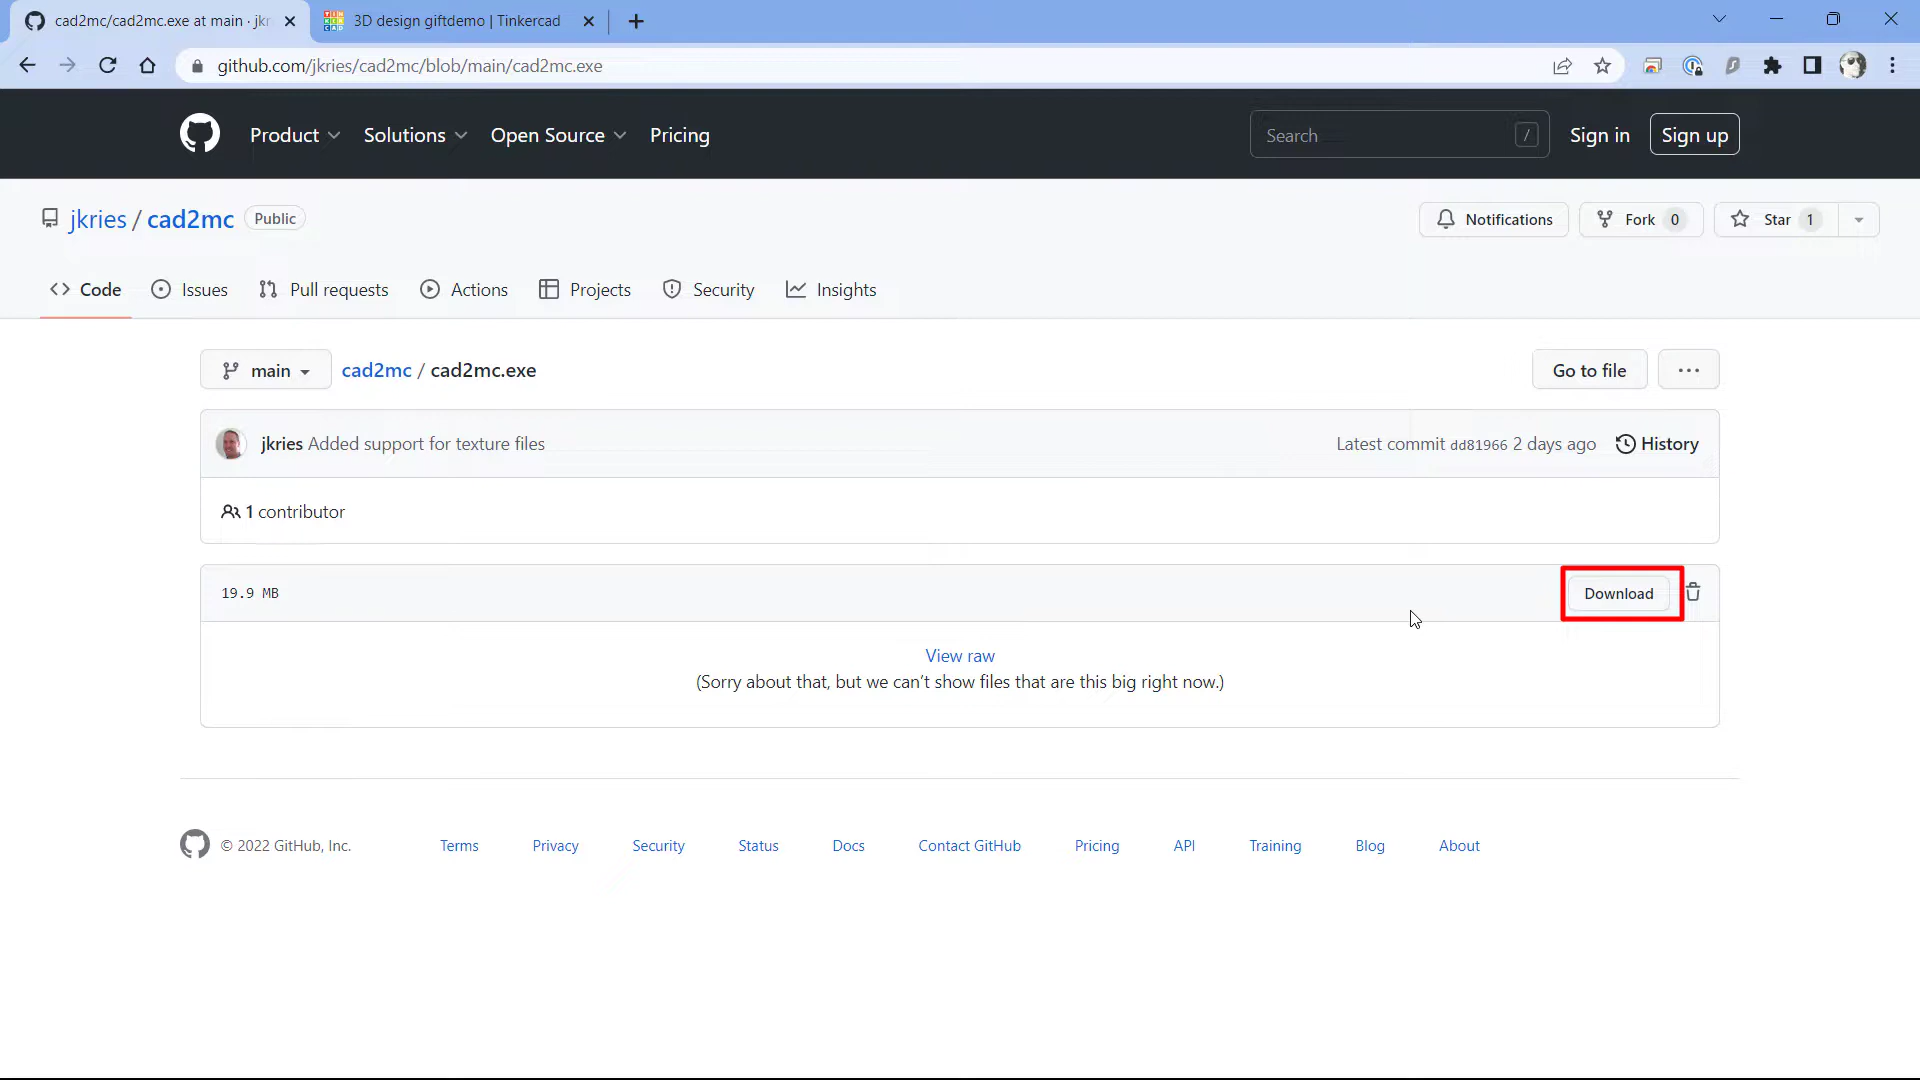 cad2mc/cad2mc.exe at main · jkr
3D design giftdemo | Tinkercad
github.com/jkries/cad2mc/blob/main/cad2mc.exe
Product
Solutions
Open Source
Pricing
Search
/
Sign in
Sign up
jkries / cad2mc
Public
Notifications
Fork 0
Star 1
Code
Issues
Pull requests
Actions
Projects
Security
Insights
main
cad2mc / cad2mc.exe
Go to file
jkries Added support for texture files
Latest commit dd81966 2 days ago
History
1 contributor
19.9 MB
Download
View raw
(Sorry about that, but we can’t show files that are this big right now.)
© 2022 GitHub, Inc.
Terms
Privacy
Security
Status
Docs
Contact GitHub
Pricing
API
Training
Blog
About